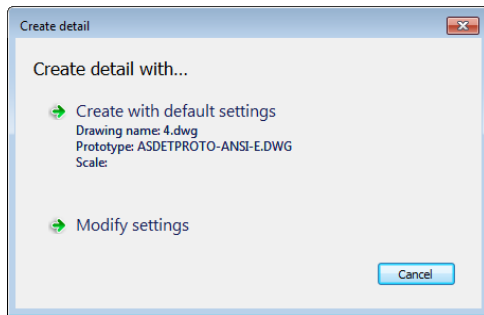 Create detail
Create detail with...
Create with default settings
Drawing name: 4.dwg
Prototype: ASDETPROTO-ANSI-E.DWG
Scale:
Modify settings
Cancel